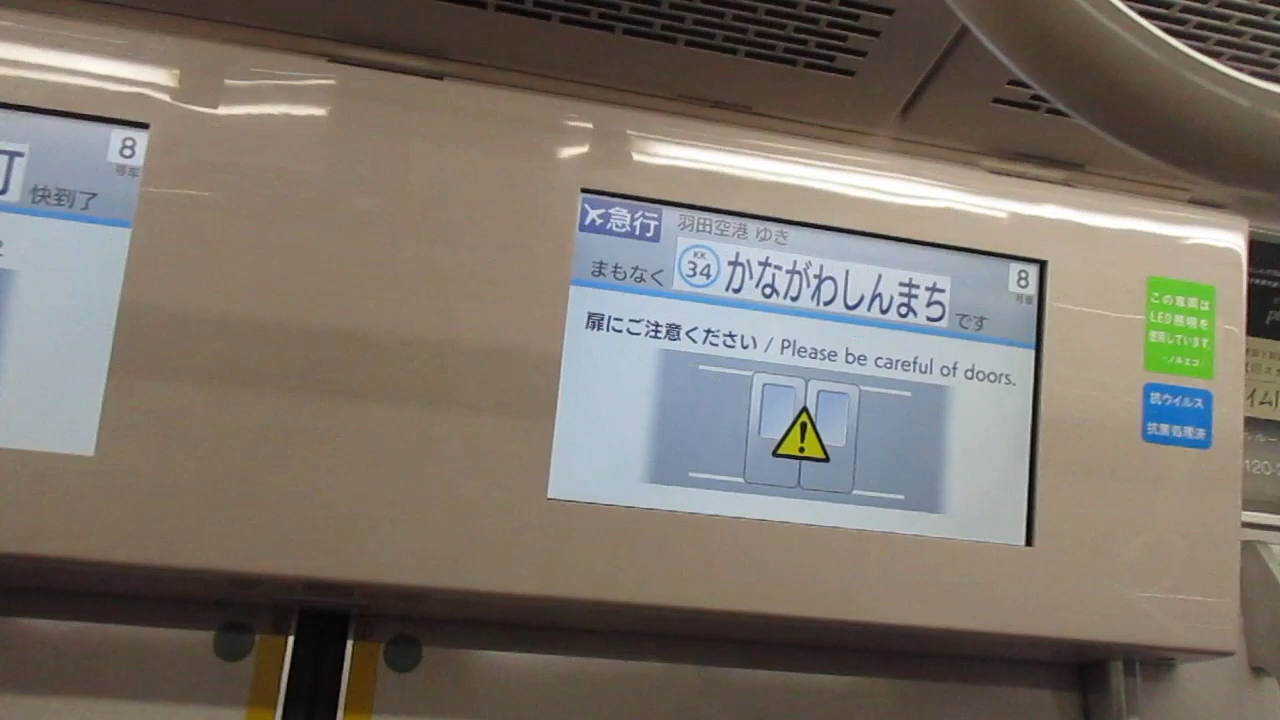 8
号车
快到了
急行
羽田空港 ゆき
まもなく
KK
34
かながわしんまち
です
8
号車
扉にご注意ください / Please be careful of doors.
この車両は
LED照明を
使用しています。
抗ウイルス
抗菌処理済